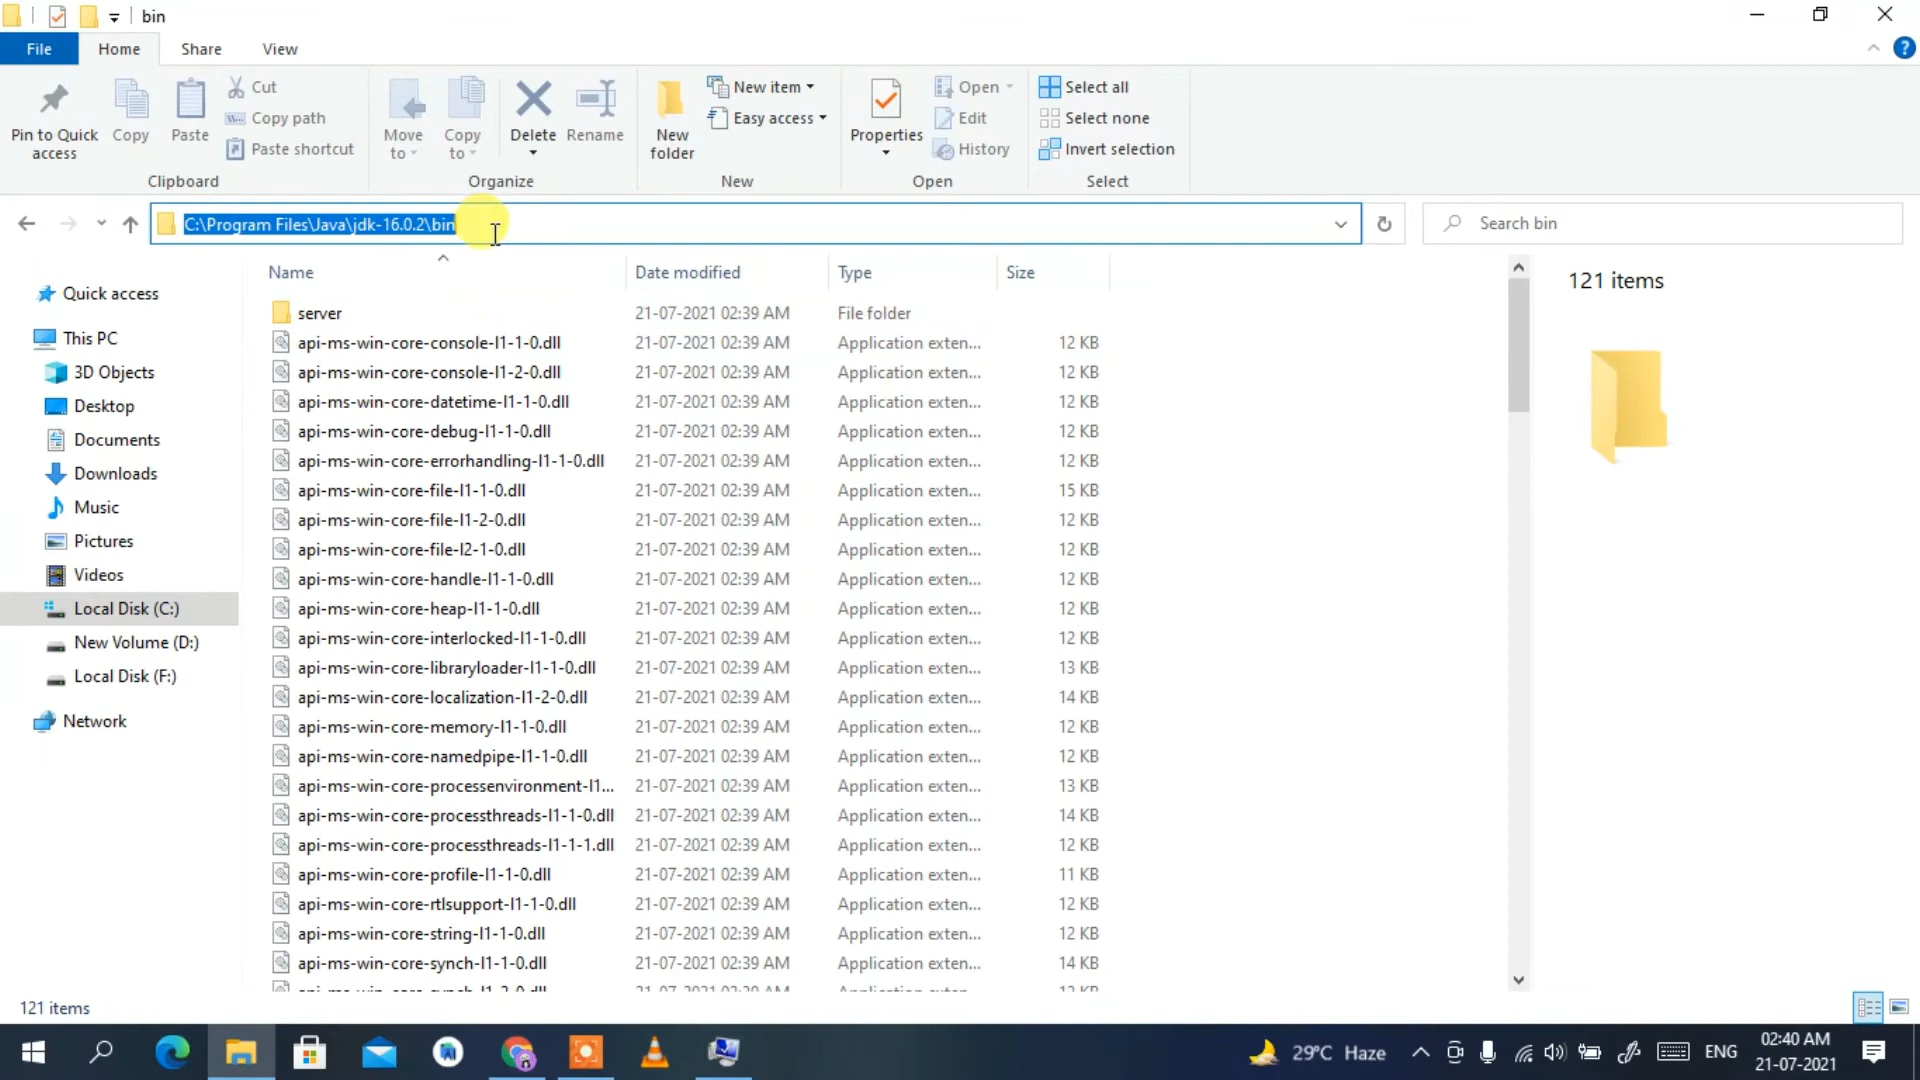 bin
File Home Share View
Pin to Quick access
Copy
Paste
Cut
Copy path
Paste shortcut
Clipboard
Move to
Copy to
Delete
Rename
Organize
New folder
New item
Easy access
New
Properties
Open
Edit
History
Open
Select all
Select none
Invert selection
Select
C:\Program Files\Java\jdk-16.0.2\bin
Search bin
Name Date modified Type Size
Quick access
This PC
3D Objects
Desktop
Documents
Downloads
Music
Pictures
Videos
Local Disk (C:)
New Volume (D:)
Local Disk (F:)
Network
server 21-07-2021 02:39 AM File folder
api-ms-win-core-console-l1-1-0.dll 21-07-2021 02:39 AM Application exten... 12 KB
api-ms-win-core-console-l1-2-0.dll 21-07-2021 02:39 AM Application exten... 12 KB
api-ms-win-core-datetime-l1-1-0.dll 21-07-2021 02:39 AM Application exten... 12 KB
api-ms-win-core-debug-l1-1-0.dll 21-07-2021 02:39 AM Application exten... 12 KB
api-ms-win-core-errorhandling-l1-1-0.dll 21-07-2021 02:39 AM Application exten... 12 KB
api-ms-win-core-file-l1-1-0.dll 21-07-2021 02:39 AM Application exten... 15 KB
api-ms-win-core-file-l1-2-0.dll 21-07-2021 02:39 AM Application exten... 12 KB
api-ms-win-core-file-l2-1-0.dll 21-07-2021 02:39 AM Application exten... 12 KB
api-ms-win-core-handle-l1-1-0.dll 21-07-2021 02:39 AM Application exten... 12 KB
api-ms-win-core-heap-l1-1-0.dll 21-07-2021 02:39 AM Application exten... 12 KB
api-ms-win-core-interlocked-l1-1-0.dll 21-07-2021 02:39 AM Application exten... 12 KB
api-ms-win-core-libraryloader-l1-1-0.dll 21-07-2021 02:39 AM Application exten... 13 KB
api-ms-win-core-localization-l1-2-0.dll 21-07-2021 02:39 AM Application exten... 14 KB
api-ms-win-core-memory-l1-1-0.dll 21-07-2021 02:39 AM Application exten... 12 KB
api-ms-win-core-namedpipe-l1-1-0.dll 21-07-2021 02:39 AM Application exten... 12 KB
api-ms-win-core-processenvironment-l1... 21-07-2021 02:39 AM Application exten... 13 KB
api-ms-win-core-processthreads-l1-1-0.dll 21-07-2021 02:39 AM Application exten... 14 KB
api-ms-win-core-processthreads-l1-1-1.dll 21-07-2021 02:39 AM Application exten... 12 KB
api-ms-win-core-profile-l1-1-0.dll 21-07-2021 02:39 AM Application exten... 11 KB
api-ms-win-core-rtlsupport-l1-1-0.dll 21-07-2021 02:39 AM Application exten... 12 KB
api-ms-win-core-string-l1-1-0.dll 21-07-2021 02:39 AM Application exten... 12 KB
api-ms-win-core-synch-l1-1-0.dll 21-07-2021 02:39 AM Application exten... 14 KB
121 items
121 items
29°C Haze
ENG
02:40 AM
21-07-2021